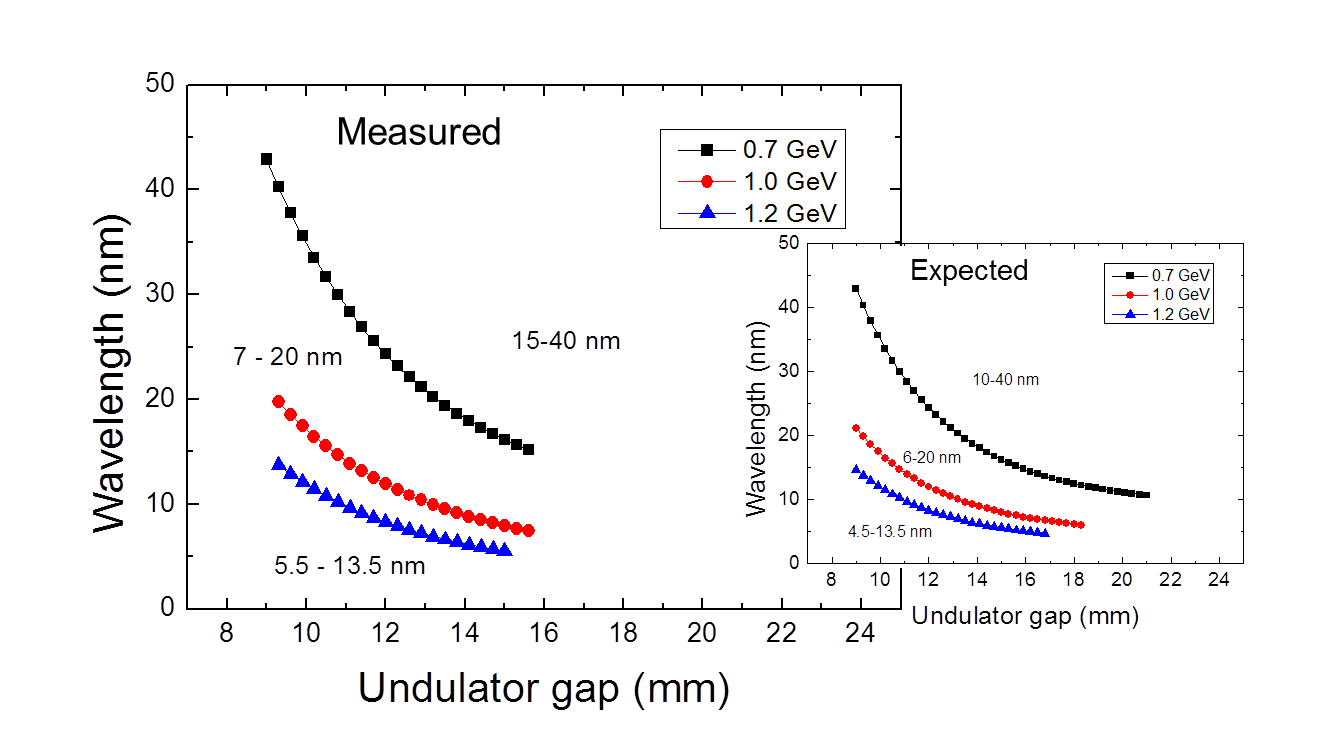 Measured
0.7 GeV
1.0 GeV
1.2 GeV
50
40
30
20
10
0
Wavelength (nm)
15-40 nm
7 - 20 nm
5.5 - 13.5 nm
8 10 12 14 16 18 20 22 24
Undulator gap (mm)
Expected
0.7 GeV
1.0 GeV
1.2 GeV
50
40
30
20
10
0
Wavelength (nm)
10-40 nm
6-20 nm
4.5-13.5 nm
8 10 12 14 16 18 20 22 24
Undulator gap (mm)